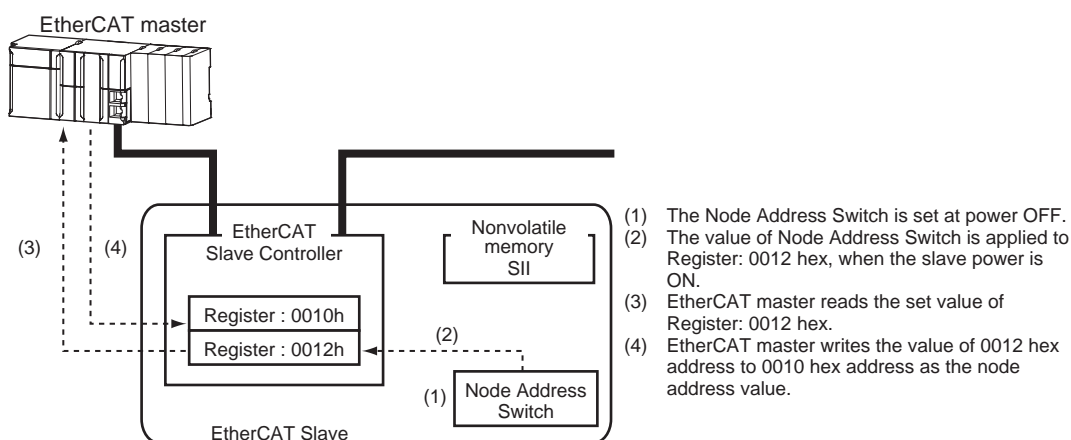 EtherCAT master
(3)
(4)
EtherCAT
Slave Controller
Register : 0010h
Register : 0012h
Nonvolatile
memory
SII
(2)
(1)
Node Address
Switch
EtherCAT Slave
(1) The Node Address Switch is set at power OFF.
(2) The value of Node Address Switch is applied to
Register: 0012 hex, when the slave power is
ON.
(3) EtherCAT master reads the set value of
Register: 0012 hex.
(4) EtherCAT master writes the value of 0012 hex
address to 0010 hex address as the node
address value.